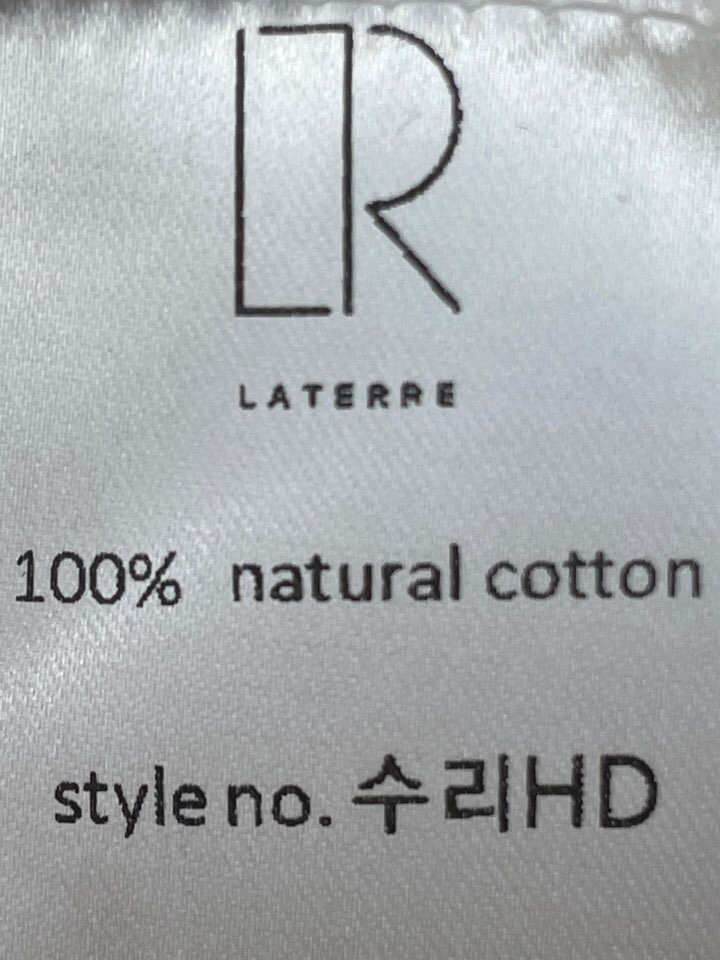 LR
LATERRE
100% natural cotton
style no. 수리HD